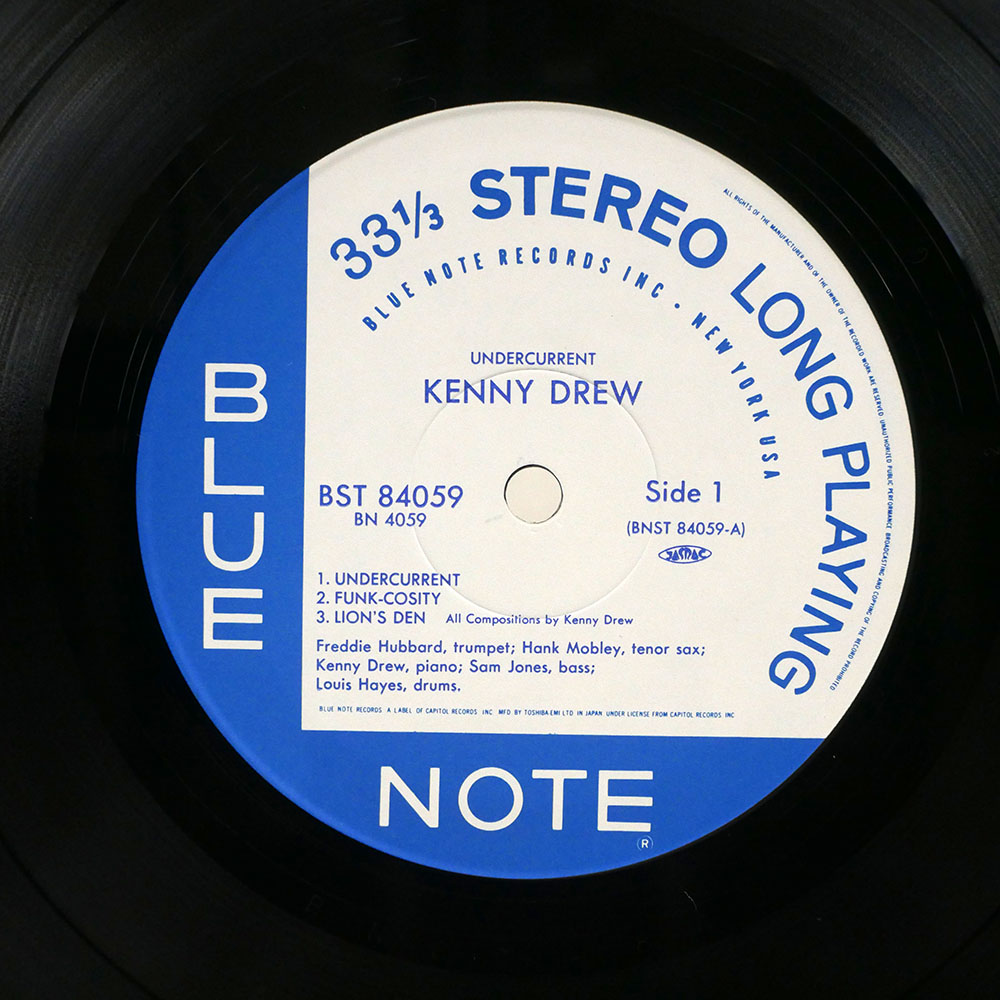 33 1/3 STEREO LONG PLAYING
BLUE NOTE RECORDS INC • NEW YORK USA
ALL RIGHTS OF THE MANUFACTURER AND OF THE OWNER OF THE RECORDED WORK ARE RESERVED UNAUTHORIZED PUBLIC PERFORMANCE BROADCASTING AND COPYING OF THE RECORD PROHIBITED
UNDERCURRENT
KENNY DREW
BST 84059
BN 4059
Side 1
(BNST 84059-A)
JASRAC
1. UNDERCURRENT
2. FUNK-COSITY
3. LION'S DEN All Compositions by Kenny Drew
Freddie Hubbard, trumpet; Hank Mobley, tenor sax;
Kenny Drew, piano; Sam Jones, bass;
Louis Hayes, drums.
BLUE NOTE RECORDS A LABEL OF CAPITOL RECORDS INC MFD BY TOSHIBA-EMI LTD IN JAPAN UNDER LICENSE FROM CAPITOL RECORDS INC
BLUE
NOTE
®